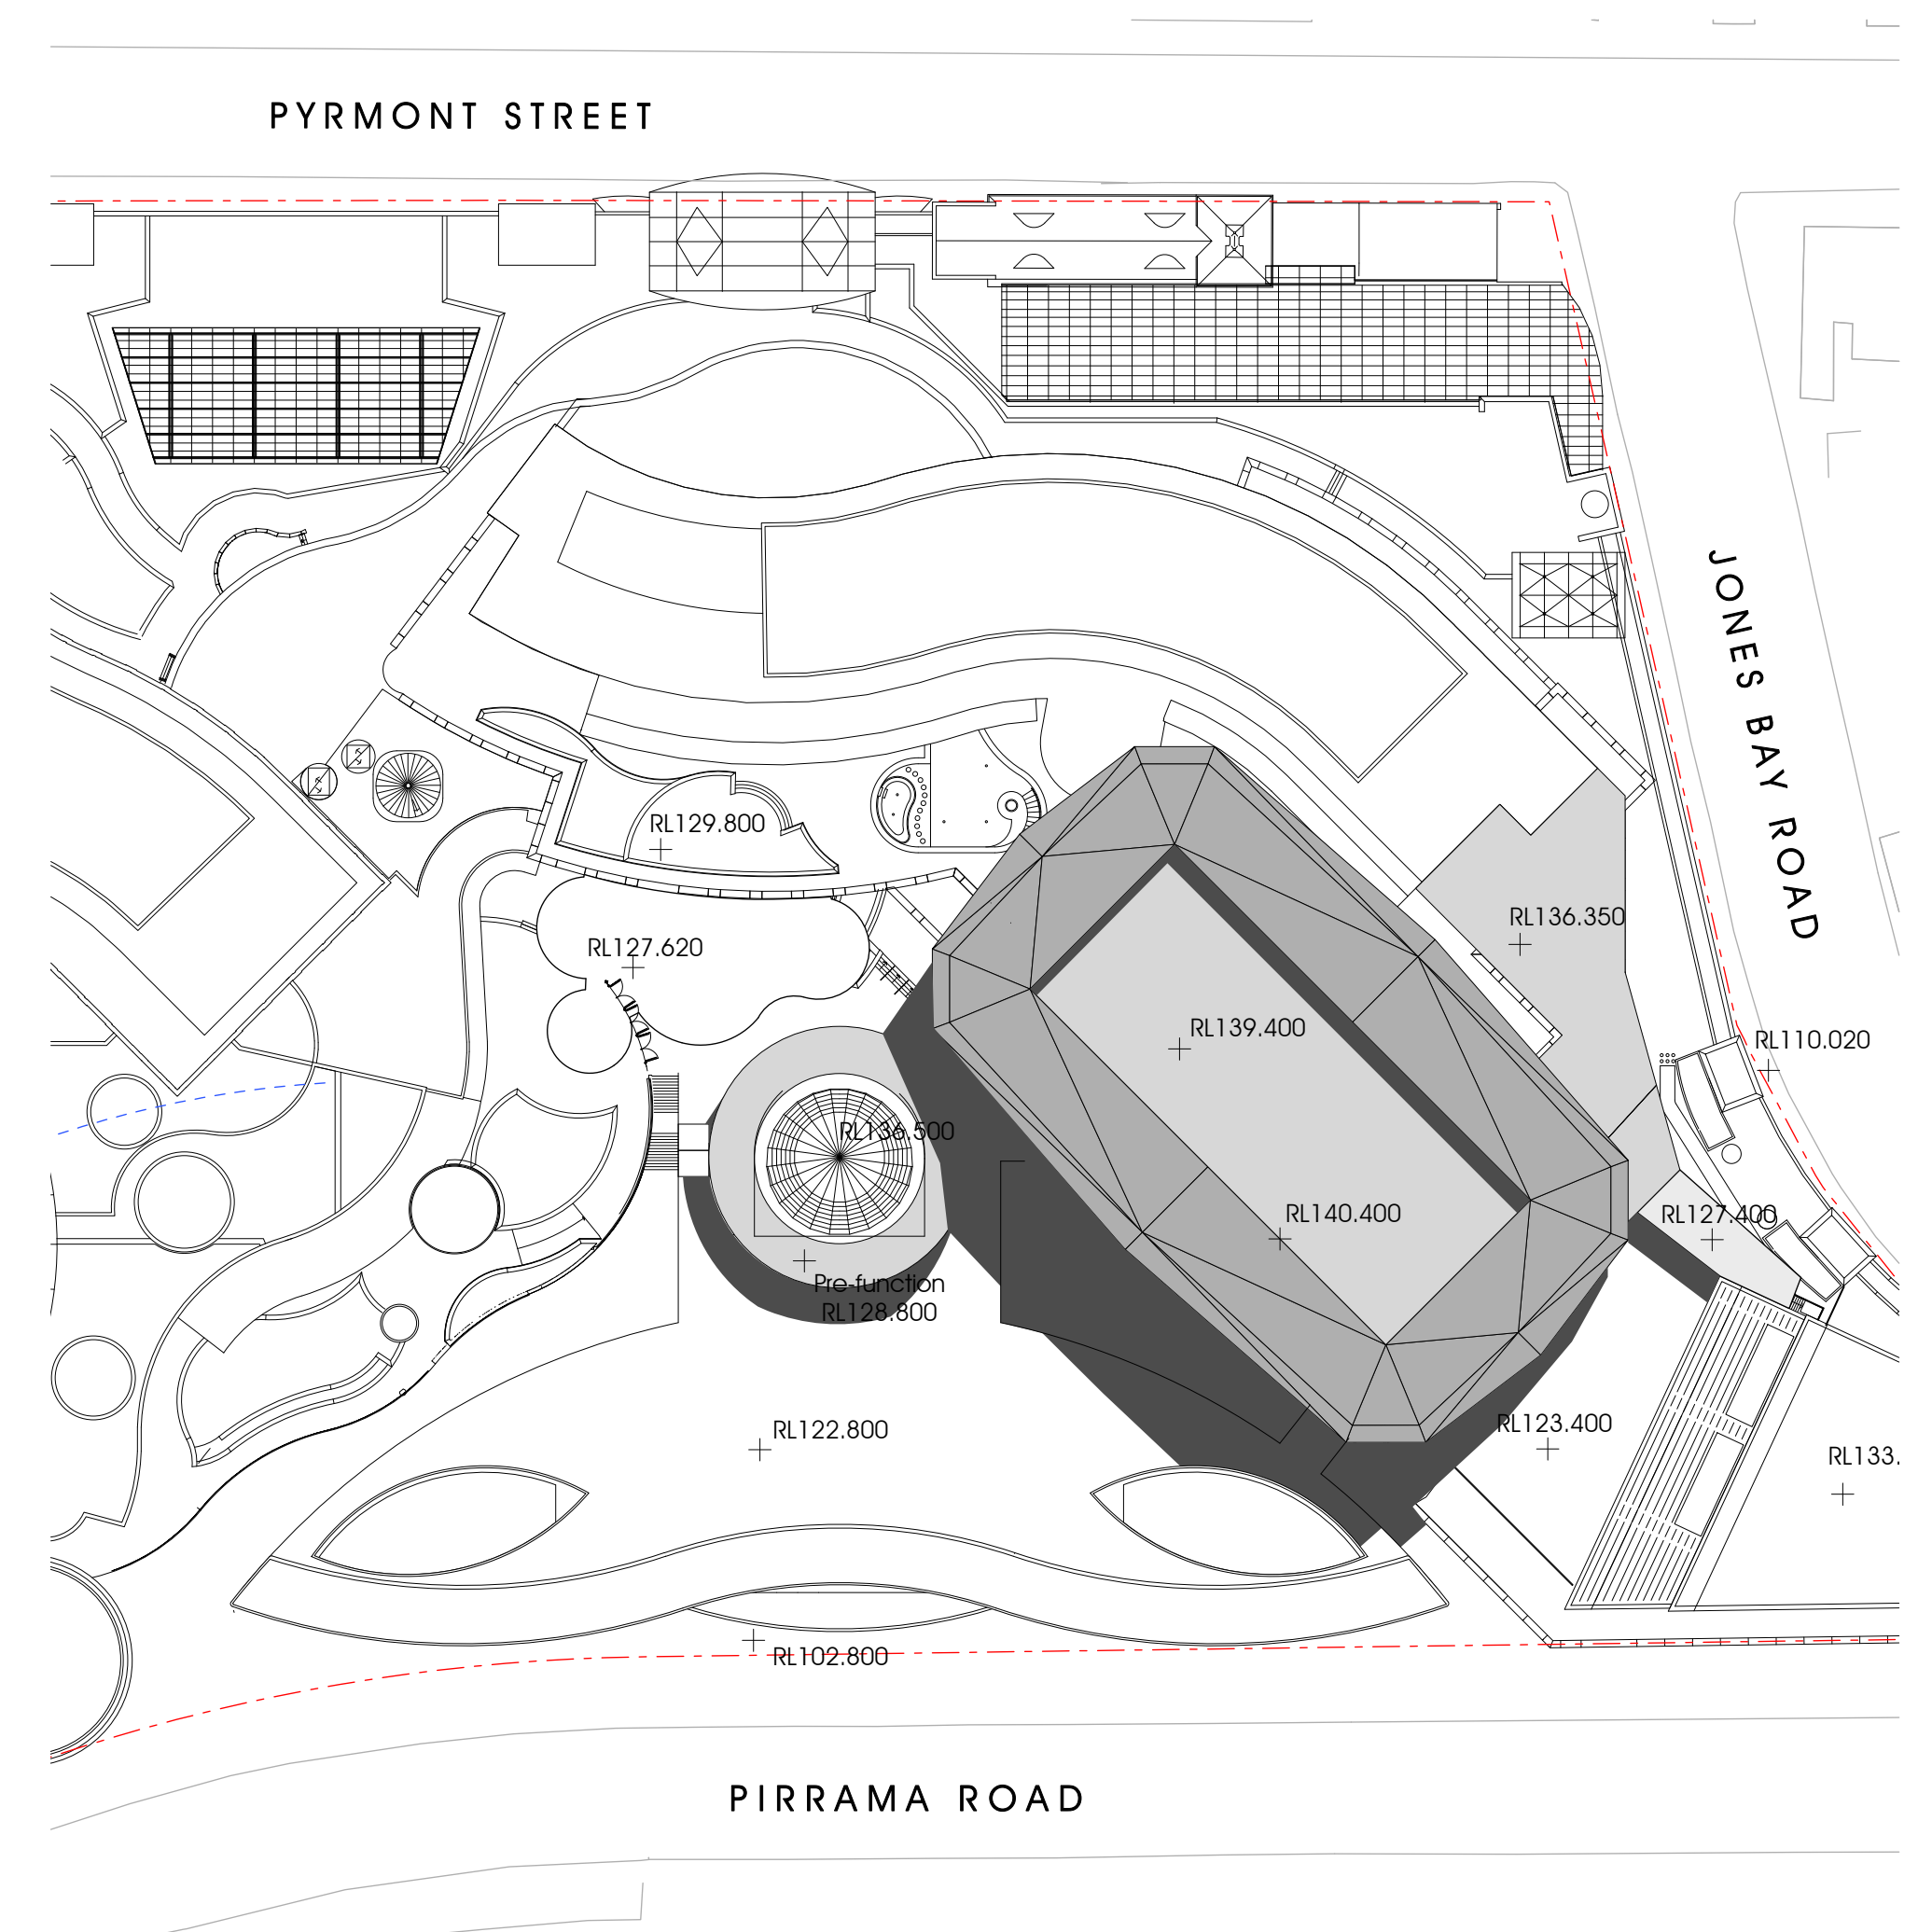 PYRMONT STREET
JONES BAY ROAD
RL129.800
RL136.350
RL127.620
RL139.400
RL110.020
RL136.500
RL140.400
RL127.400
Pre-function
RL128.800
RL122.800
RL123.400
RL133.
RL102.800
PIRRAMA ROAD